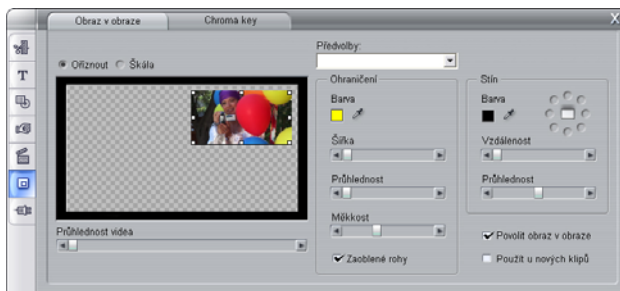 Obraz v obraze
Chroma key
X
Oříznout
Škála
Předvolby:
T
Ohraničení
Stín
Barva
Barva
Šířka
Vzdálenost
Průhlednost
Průhlednost
Měkkost
Průhlednost videa
Povolit obraz v obraze
Zaoblené rohy
Použít u nových klipů